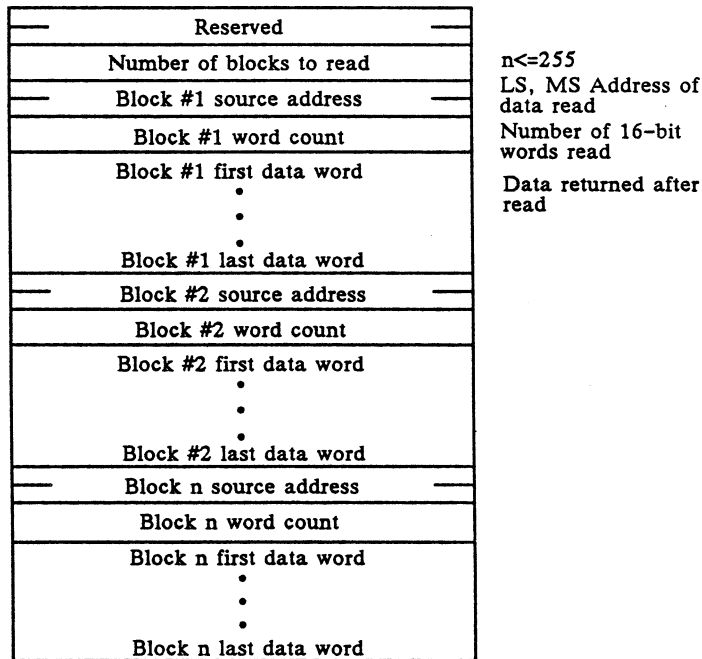 Reserved
Number of blocks to read
n<=255
Block #1 source address
LS, MS Address of
data read
Block #1 word count
Number of 16-bit
words read
Block #1 first data word
Data returned after
read
Block #1 last data word
Block #2 source address
Block #2 word count
Block #2 first data word
Block #2 last data word
Block n source address
Block n word count
Block n first data word
Block n last data word